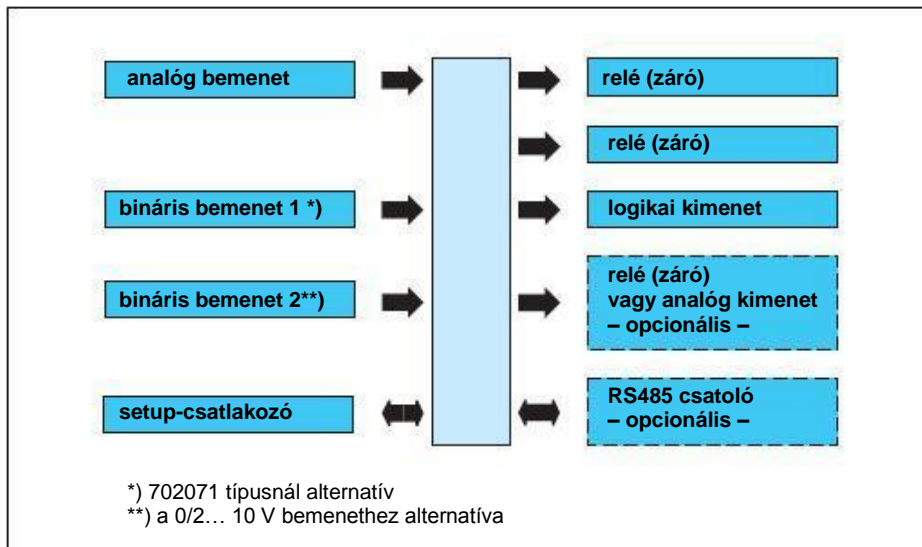 analóg bemenet
relé (záró)
relé (záró)
bináris bemenet 1 *)
logikai kimenet
bináris bemenet 2**)
relé (záró)
vagy analóg kimenet
– opcionális –
setup-csatlakozó
RS485 csatoló
– opcionális –
*) 702071 típusnál alternatív
**) a 0/2… 10 V bemenethez alternatíva